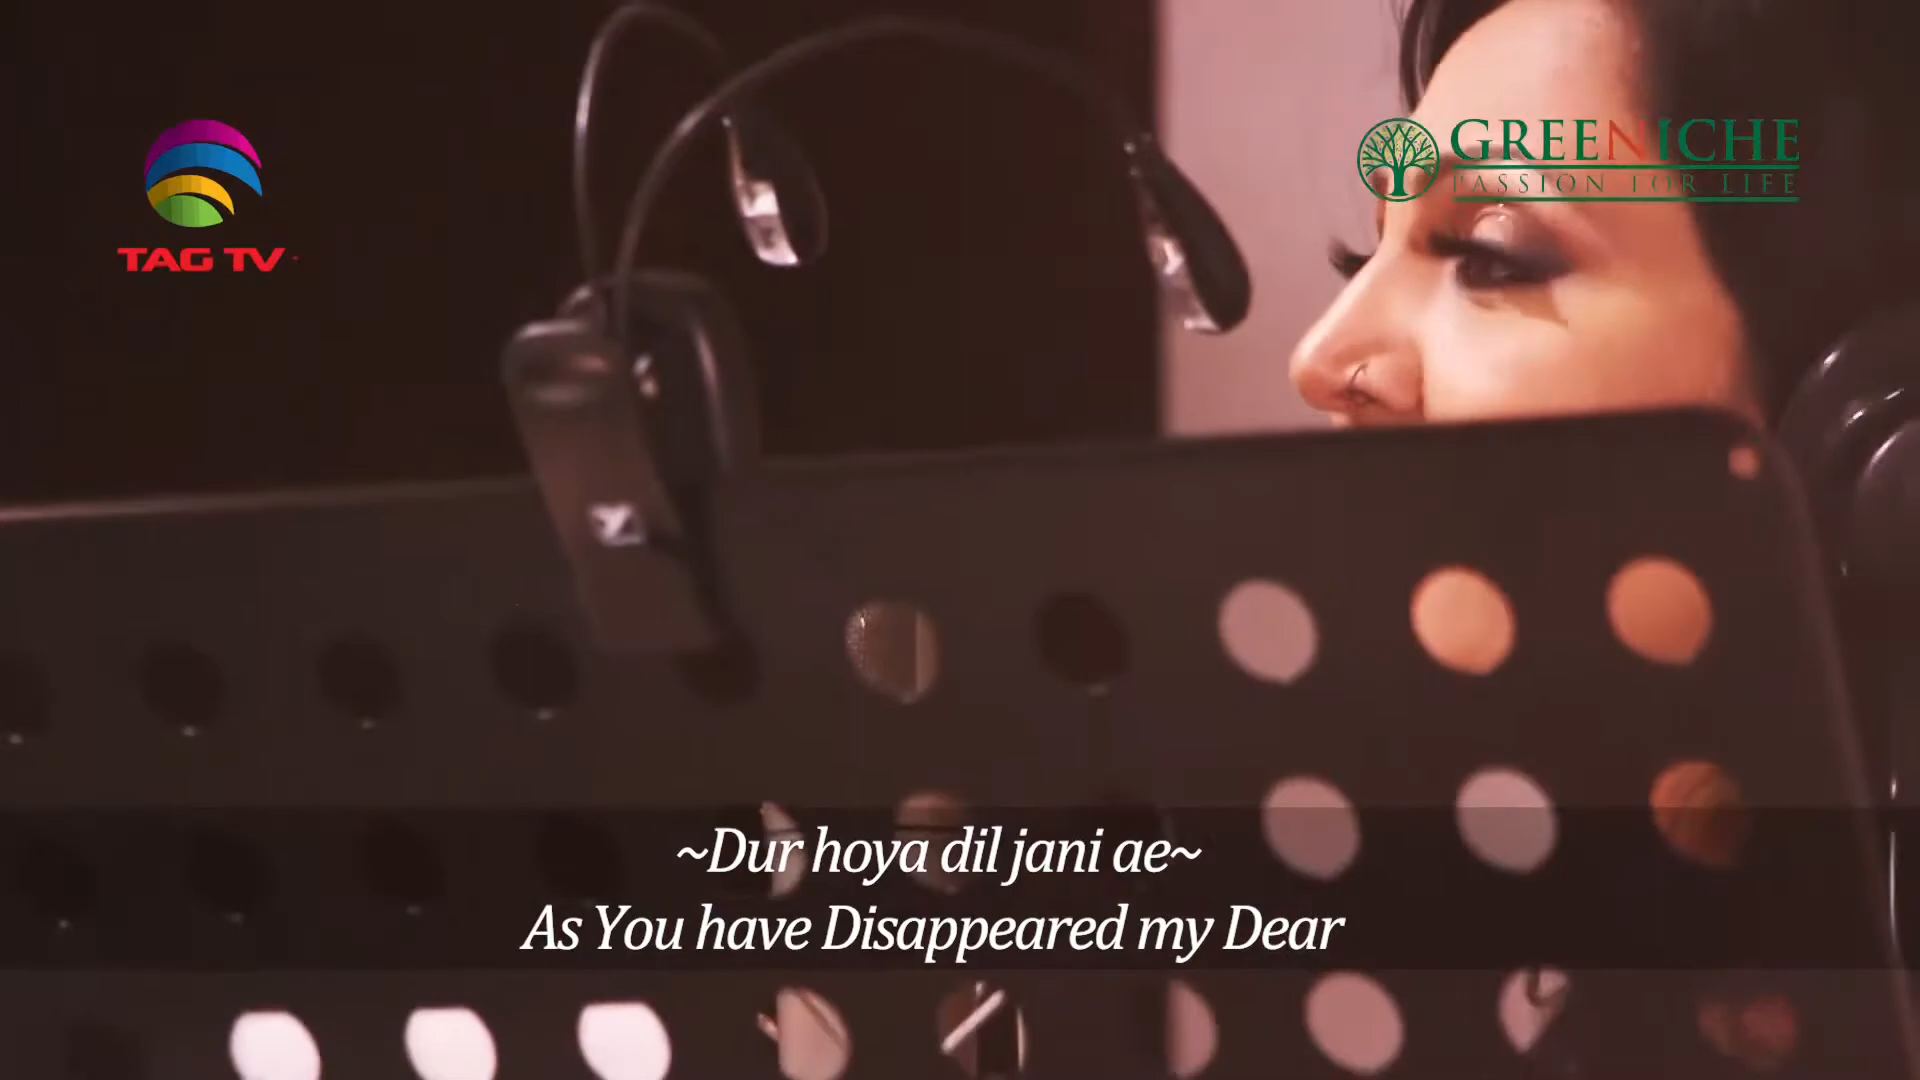 TAG TV
GREENICHE
PASSION FOR LIFE
~Dur hoya dil jani ae~
As You have Disappeared my Dear